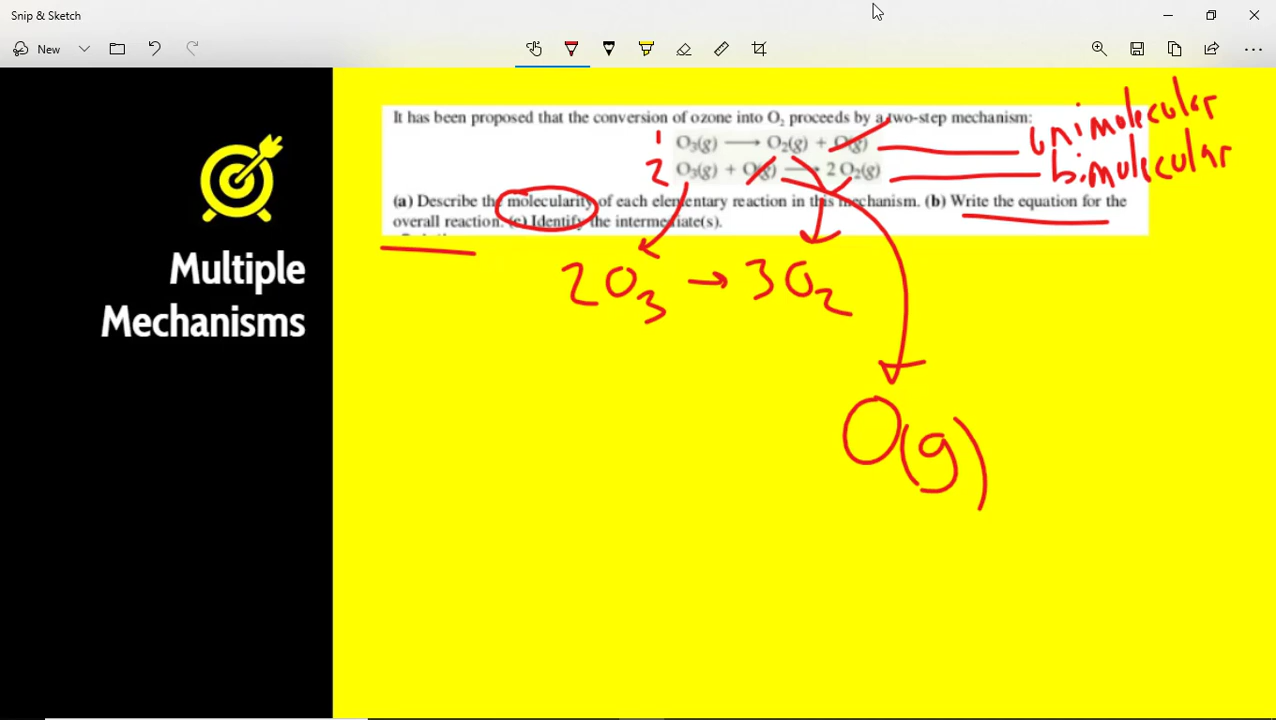 Snip & Sketch
New
It has been proposed that the conversion of ozone into O₂ proceeds by a two-step mechanism:
1 O₃(g) ⟶ O₂(g) + O(g) unimolecular
2 O₃(g) + O(g) ⟶ 2 O₂(g) bimolecular
(a) Describe the molecularity of each elementary reaction in this mechanism. (b) Write the equation for the
overall reaction. (c) Identify the intermediate(s).
2O₃ → 3O₂
O(g)
Multiple
Mechanisms